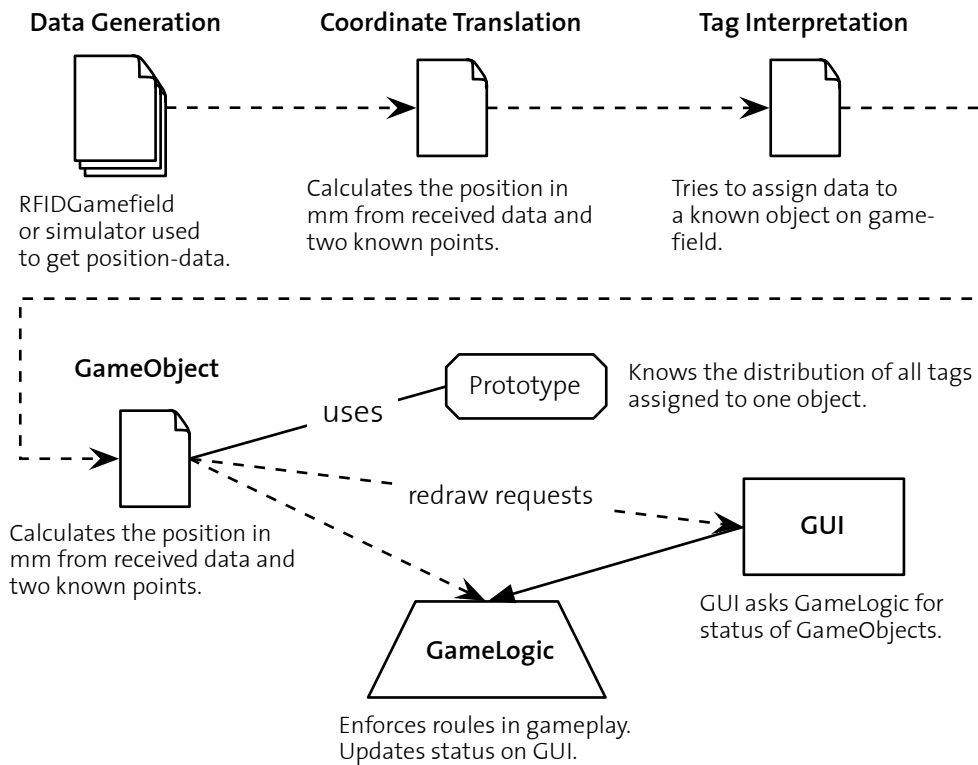 Data Generation
Coordinate Translation
Tag Interpretation
RFIDGamefield
or simulator used
to get position-data.
Calculates the position in
mm from received data and
two known points.
Tries to assign data to
a known object on game-
field.
GameObject
uses
Prototype
Knows the distribution of all tags
assigned to one object.
redraw requests
GUI
Calculates the position in
mm from received data and
two known points.
GUI asks GameLogic for
status of GameObjects.
GameLogic
Enforces roules in gameplay.
Updates status on GUI.